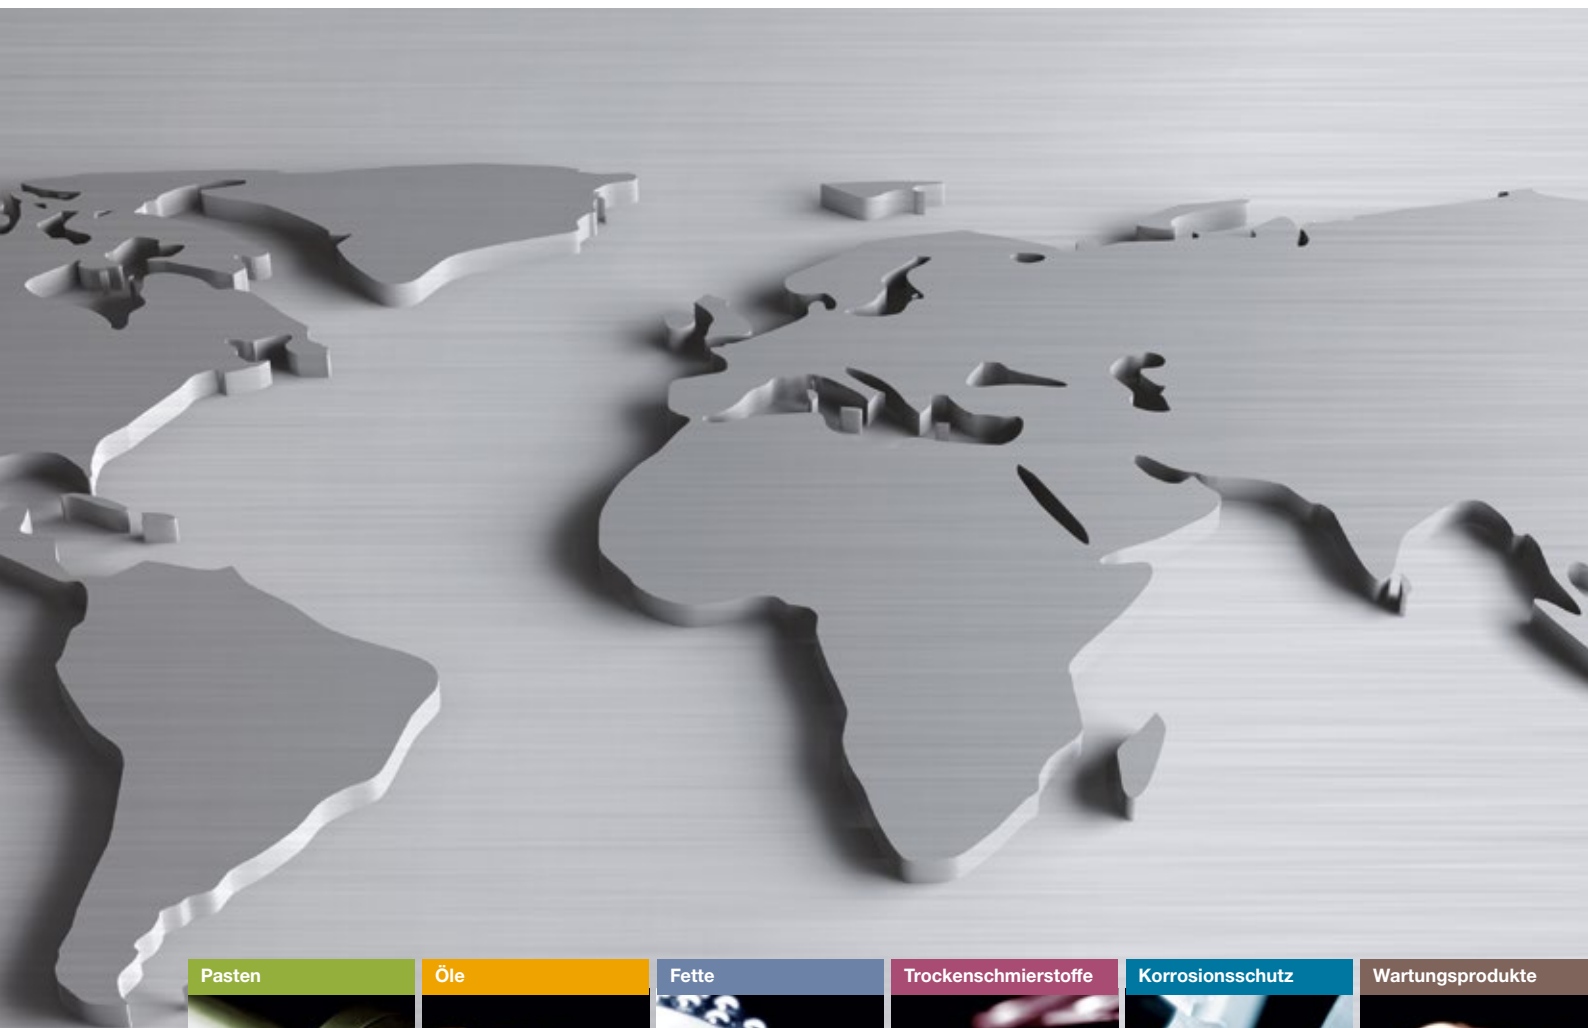 Pasten
Öle
Fette
Trockenschmierstoffe
Korrosionsschutz
Wartungsprodukte